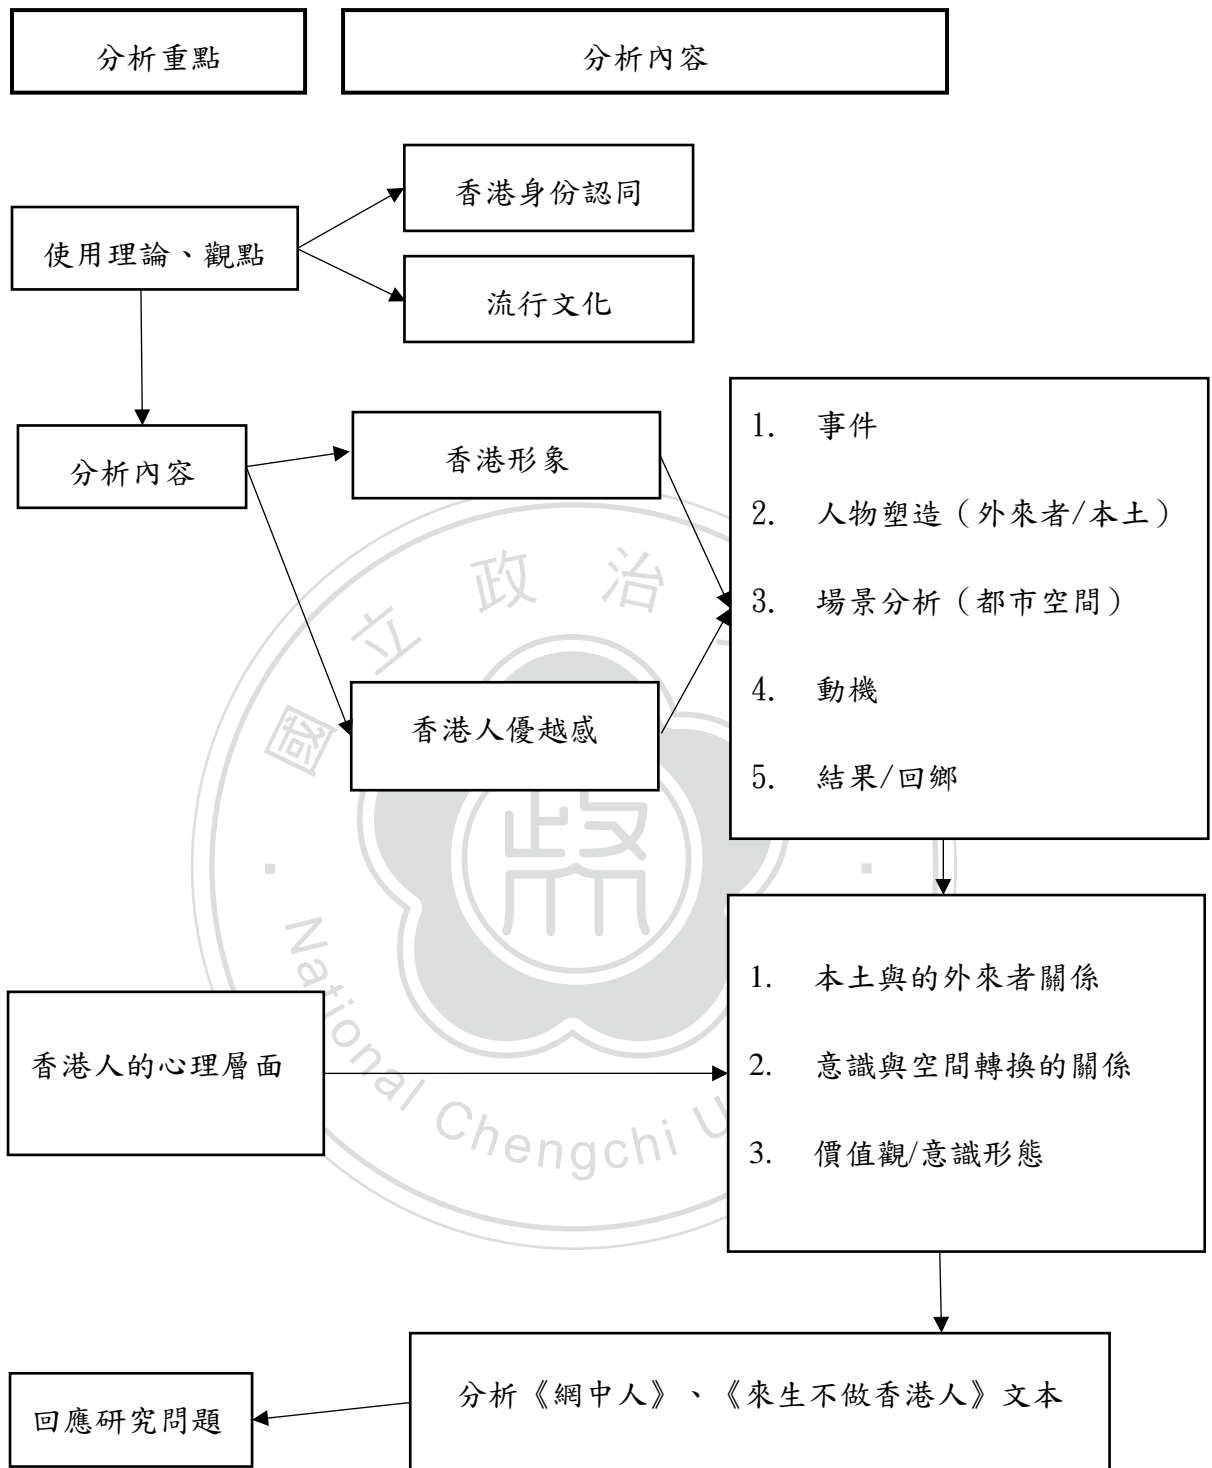 分析重點
分析內容
香港身份認同
使用理論、觀點
流行文化
分析內容
香港形象
香港人優越感
1. 事件
2. 人物塑造（外來者/本土）
3. 場景分析（都市空間）
4. 動機
5. 結果/回鄉
國立政治
National Chengchi U
香港人的心理層面
1. 本土與的外來者關係
2. 意識與空間轉換的關係
3. 價值觀/意識形態
分析《網中人》、《來生不做香港人》文本
回應研究問題